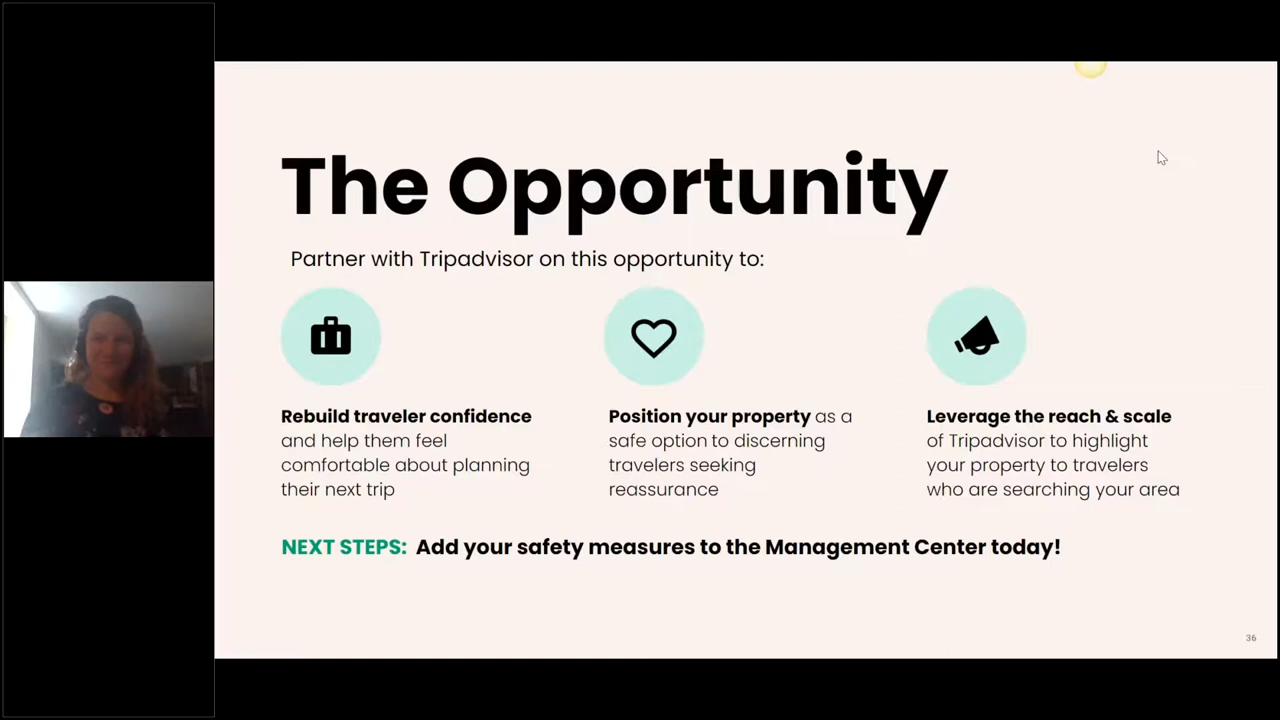 The Opportunity
Partner with Tripadvisor on this opportunity to:
Rebuild traveler confidence
and help them feel
comfortable about planning
their next trip
Position your property as a
safe option to discerning
travelers seeking
reassurance
Leverage the reach & scale
of Tripadvisor to highlight
your property to travelers
who are searching your area
NEXT STEPS: Add your safety measures to the Management Center today!
36